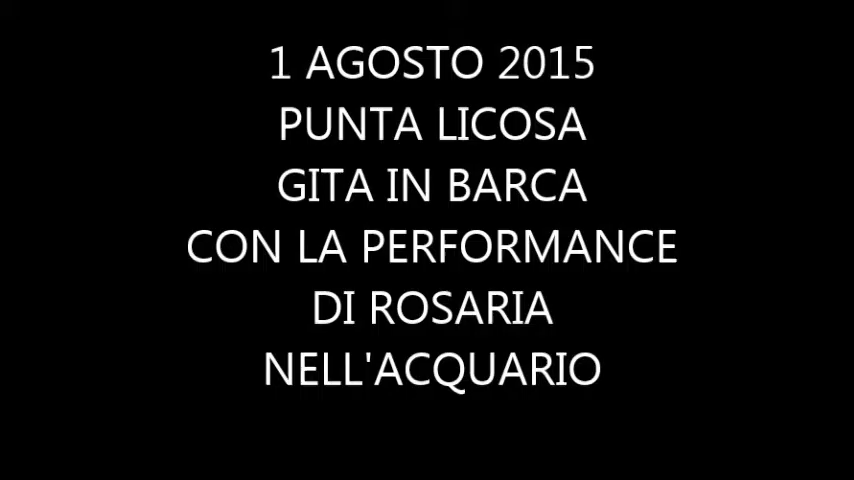 1 AGOSTO 2015
PUNTA LICOSA
GITA IN BARCA
CON LA PERFORMANCE
DI ROSARIA
NELL'ACQUARIO